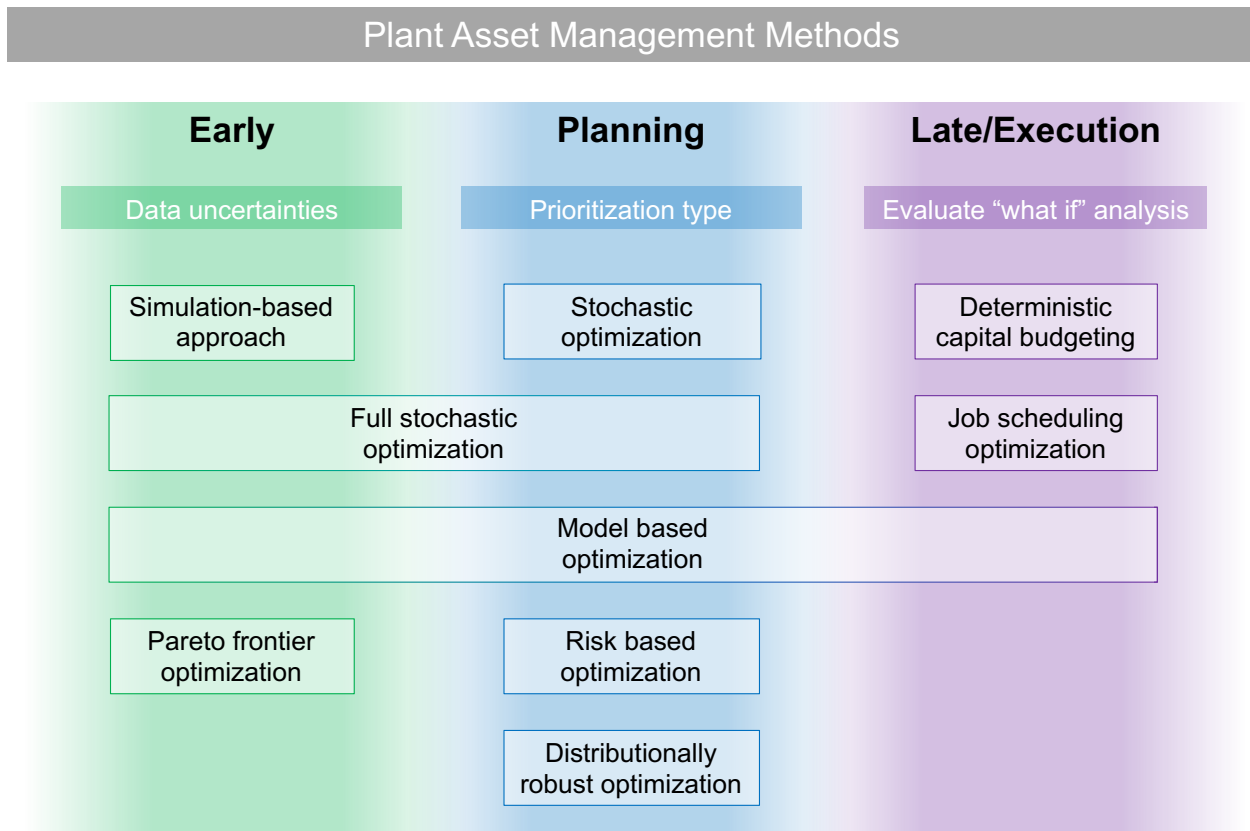 Plant Asset Management Methods
Early
Planning
Late/Execution
Data uncertainties
Prioritization type
Evaluate “what if” analysis
Simulation-based
approach
Stochastic
optimization
Deterministic
capital budgeting
Full stochastic
optimization
Job scheduling
optimization
Model based
optimization
Pareto frontier
optimization
Risk based
optimization
Distributionally
robust optimization